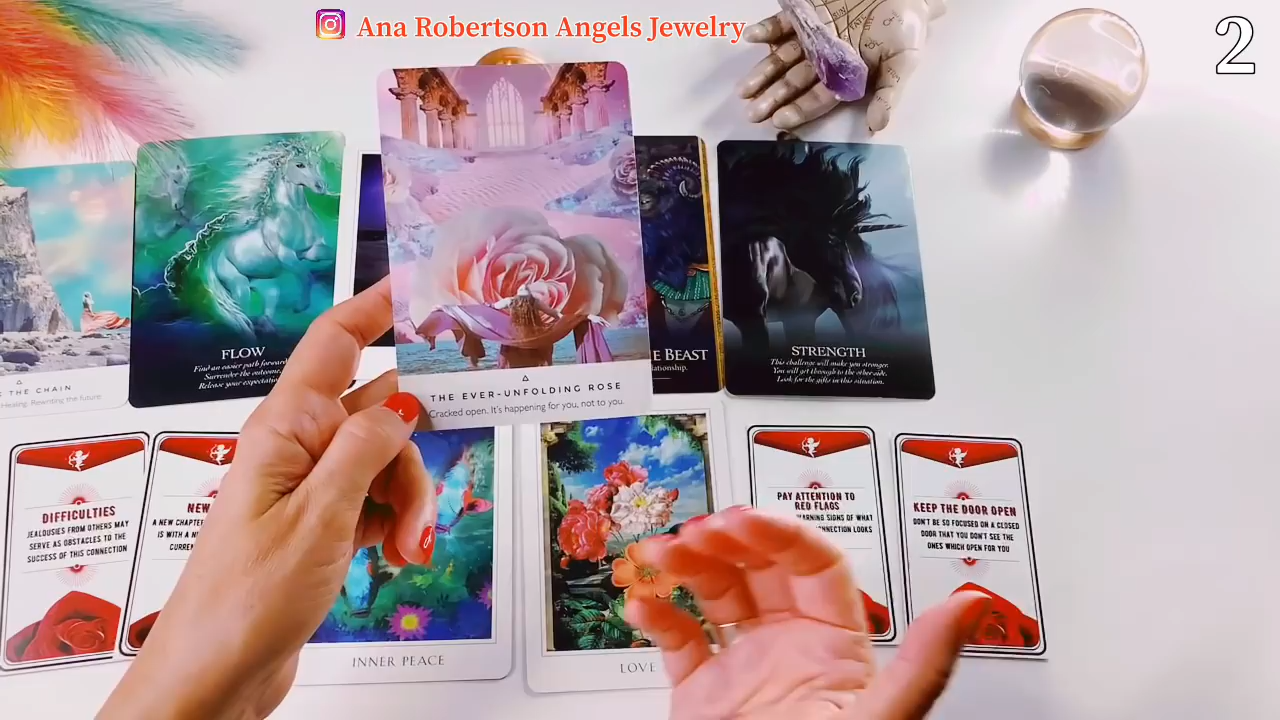 Ana Robertson Angels Jewelry
2
THE CHAIN
Healing. Rewriting the future
FLOW
Find an easier path forward.
Surrender the outcome.
Release your
THE EVER-UNFOLDING ROSE
Cracked open. It's happening for you, not to you.
BEAST
STRENGTH
This challenge will make you stronger.
You will get through to the other side.
Look for the gifts in this situation.
DIFFICULTIES
JEALOUSIES FROM OTHERS MAY
SERVE AS OBSTACLES TO THE
SUCCESS OF THIS CONNECTION
NEW
A NEW CHAPTER
IS WITH A
INNER PEACE
LOVE
PAY ATTENTION TO
RED FLAGS
SIGNS OF WHAT
CONNECTION LOOKS
KEEP THE DOOR OPEN
DON'T BE SO FOCUSED ON A CLOSED
DOOR THAT YOU DON'T SEE THE
ONES WHICH OPEN FOR YOU